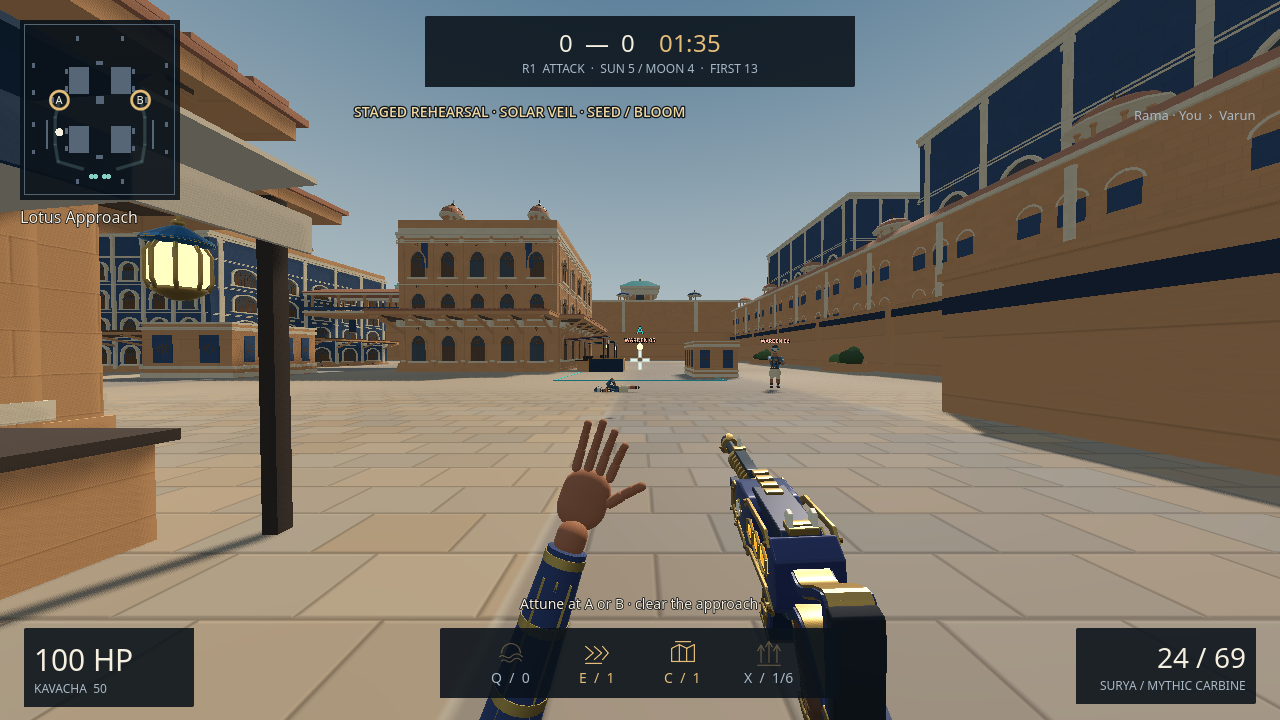 0 — 0 01:35
R1 ATTACK · SUN 5 / MOON 4 · FIRST 13
STAGED REHEARSAL · SOLAR VEIL · SEED / BLOOM
Rama · You › Varun
A
B
Lotus Approach
A
Attune at A or B · clear the approach
100 HP
KAVACHA 50
Q / 0
E / 1
C / 1
X / 1/6
24 / 69
SURYA / MYTHIC CARBINE